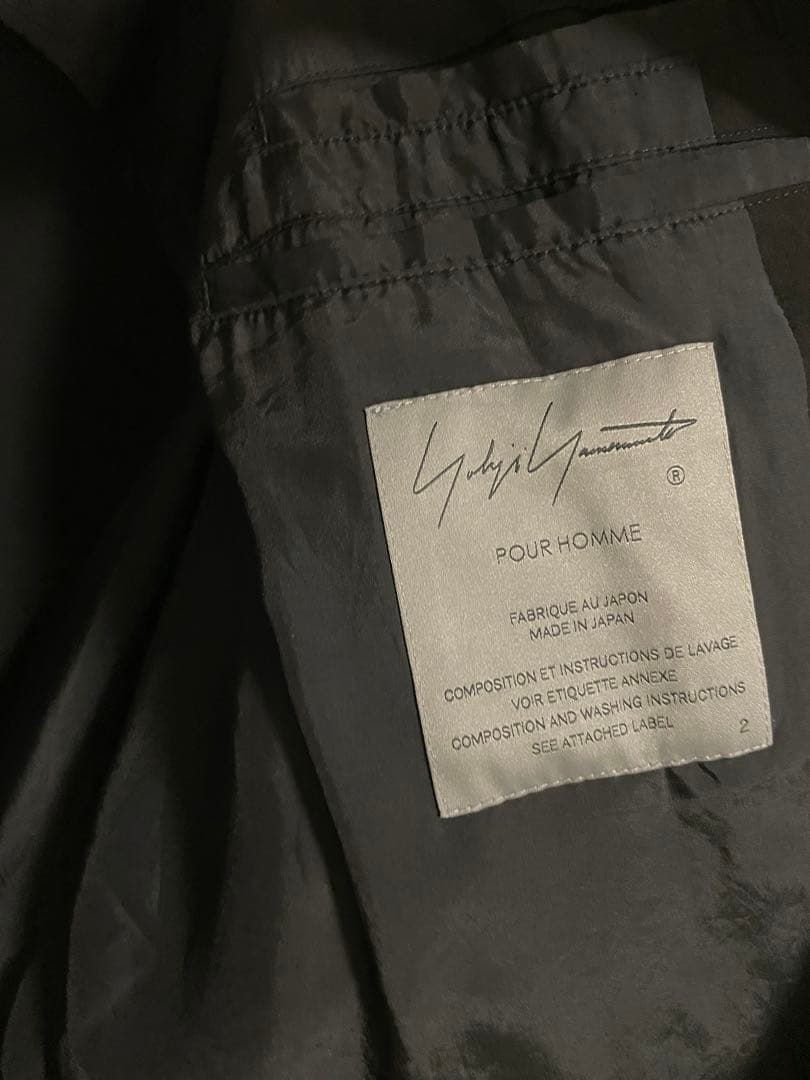 Yohji Yamamoto
®
POUR HOMME
FABRIQUE AU JAPON
MADE IN JAPAN
COMPOSITION ET INSTRUCTIONS DE LAVAGE
VOIR ETIQUETTE ANNEXE
COMPOSITION AND WASHING INSTRUCTIONS
SEE ATTACHED LABEL
2